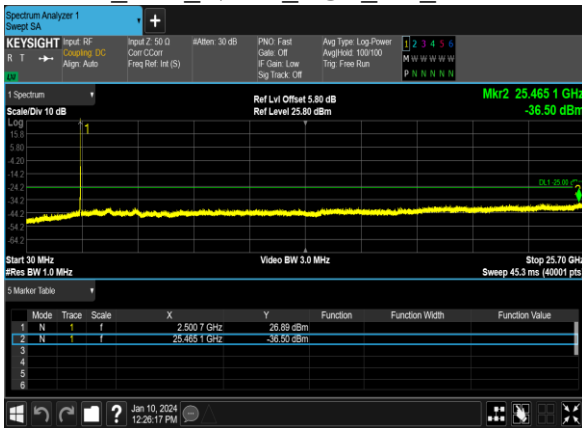 Spectrum Analyzer 1
Swept SA
KEYSIGHT Input: RF Input Z: 50 Ω #Atten: 30 dB PNO: Fast Avg Type: Log-Power 1 2 3 4 5 6
R T Coupling: DC Corr CCorr Gate: Off Avg|Hold: 100/100 M W W W W W
Align: Auto Freq Ref: Int (S) IF Gain: Low Trig: Free Run
LV Sig Track: Off P N N N N N
1 Spectrum Ref Lvl Offset 5.80 dB Mkr2 25.465 1 GHz
Scale/Div 10 dB Ref Level 25.80 dBm -36.50 dBm
Log
15.8 1
5.80
-4.20
-14.2
-24.2 DL1 -25.00
-34.2
-44.2
-54.2
-64.2
Start 30 MHz Video BW 3.0 MHz Stop 25.70 GHz
#Res BW 1.0 MHz Sweep 45.3 ms (40001 pts
5 Marker Table
Mode Trace Scale X Y Function Function Width Function Value
1 N 1 f 2.500 7 GHz 26.89 dBm
2 N 1 f 25.465 1 GHz -36.50 dBm
3
4
5
6
? Jan 10, 2024
12:26:17 PM